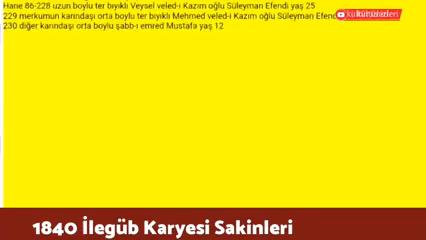 Hane 86-228 uzun boylu ter bıyıklı Veysel veled-i Kazım oğlu Süleyman Efendi yaş 25
229 merkumun karındaşı orta boylu ter bıyıklı Mehmed veled-i Kazım oğlu Süleyman Efend
230 diğer karındaşı orta boylu şabb-ı emred Mustafa yaş 12
1840 İlegüb Karyesi Sakinleri